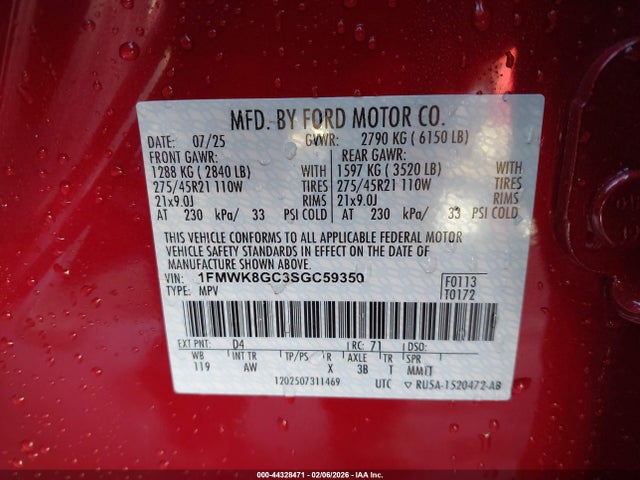 MFD. BY FORD MOTOR CO.
DATE: 07/25 GVWR: 2790 KG ( 6150 LB)
FRONT GAWR: REAR GAWR:
1288 KG ( 2840 LB) WITH 1597 KG ( 3520 LB) WITH
275/45R21 110W TIRES 275/45R21 110W TIRES
21x9.0J RIMS 21x9.0J RIMS
AT 230 kPa/ 33 PSI COLD AT 230 kPa/ 33 PSI COLD
THIS VEHICLE CONFORMS TO ALL APPLICABLE FEDERAL MOTOR
VEHICLE SAFETY STANDARDS IN EFFECT ON THE DATE OF
MANUFACTURE SHOWN ABOVE.
VIN: 1FMWK8GC3SGC59350 F0113
TYPE: MPV T0172
EXT PNT: D4 RC: 71 DSO:
WB INT TR TP/PS R AXLE TR SPR
119 AW X 3B T MMTT
1202507311469 UTC RU5A-1520472-AB
000-44328471 - 02/06/2026 - IAA Inc.